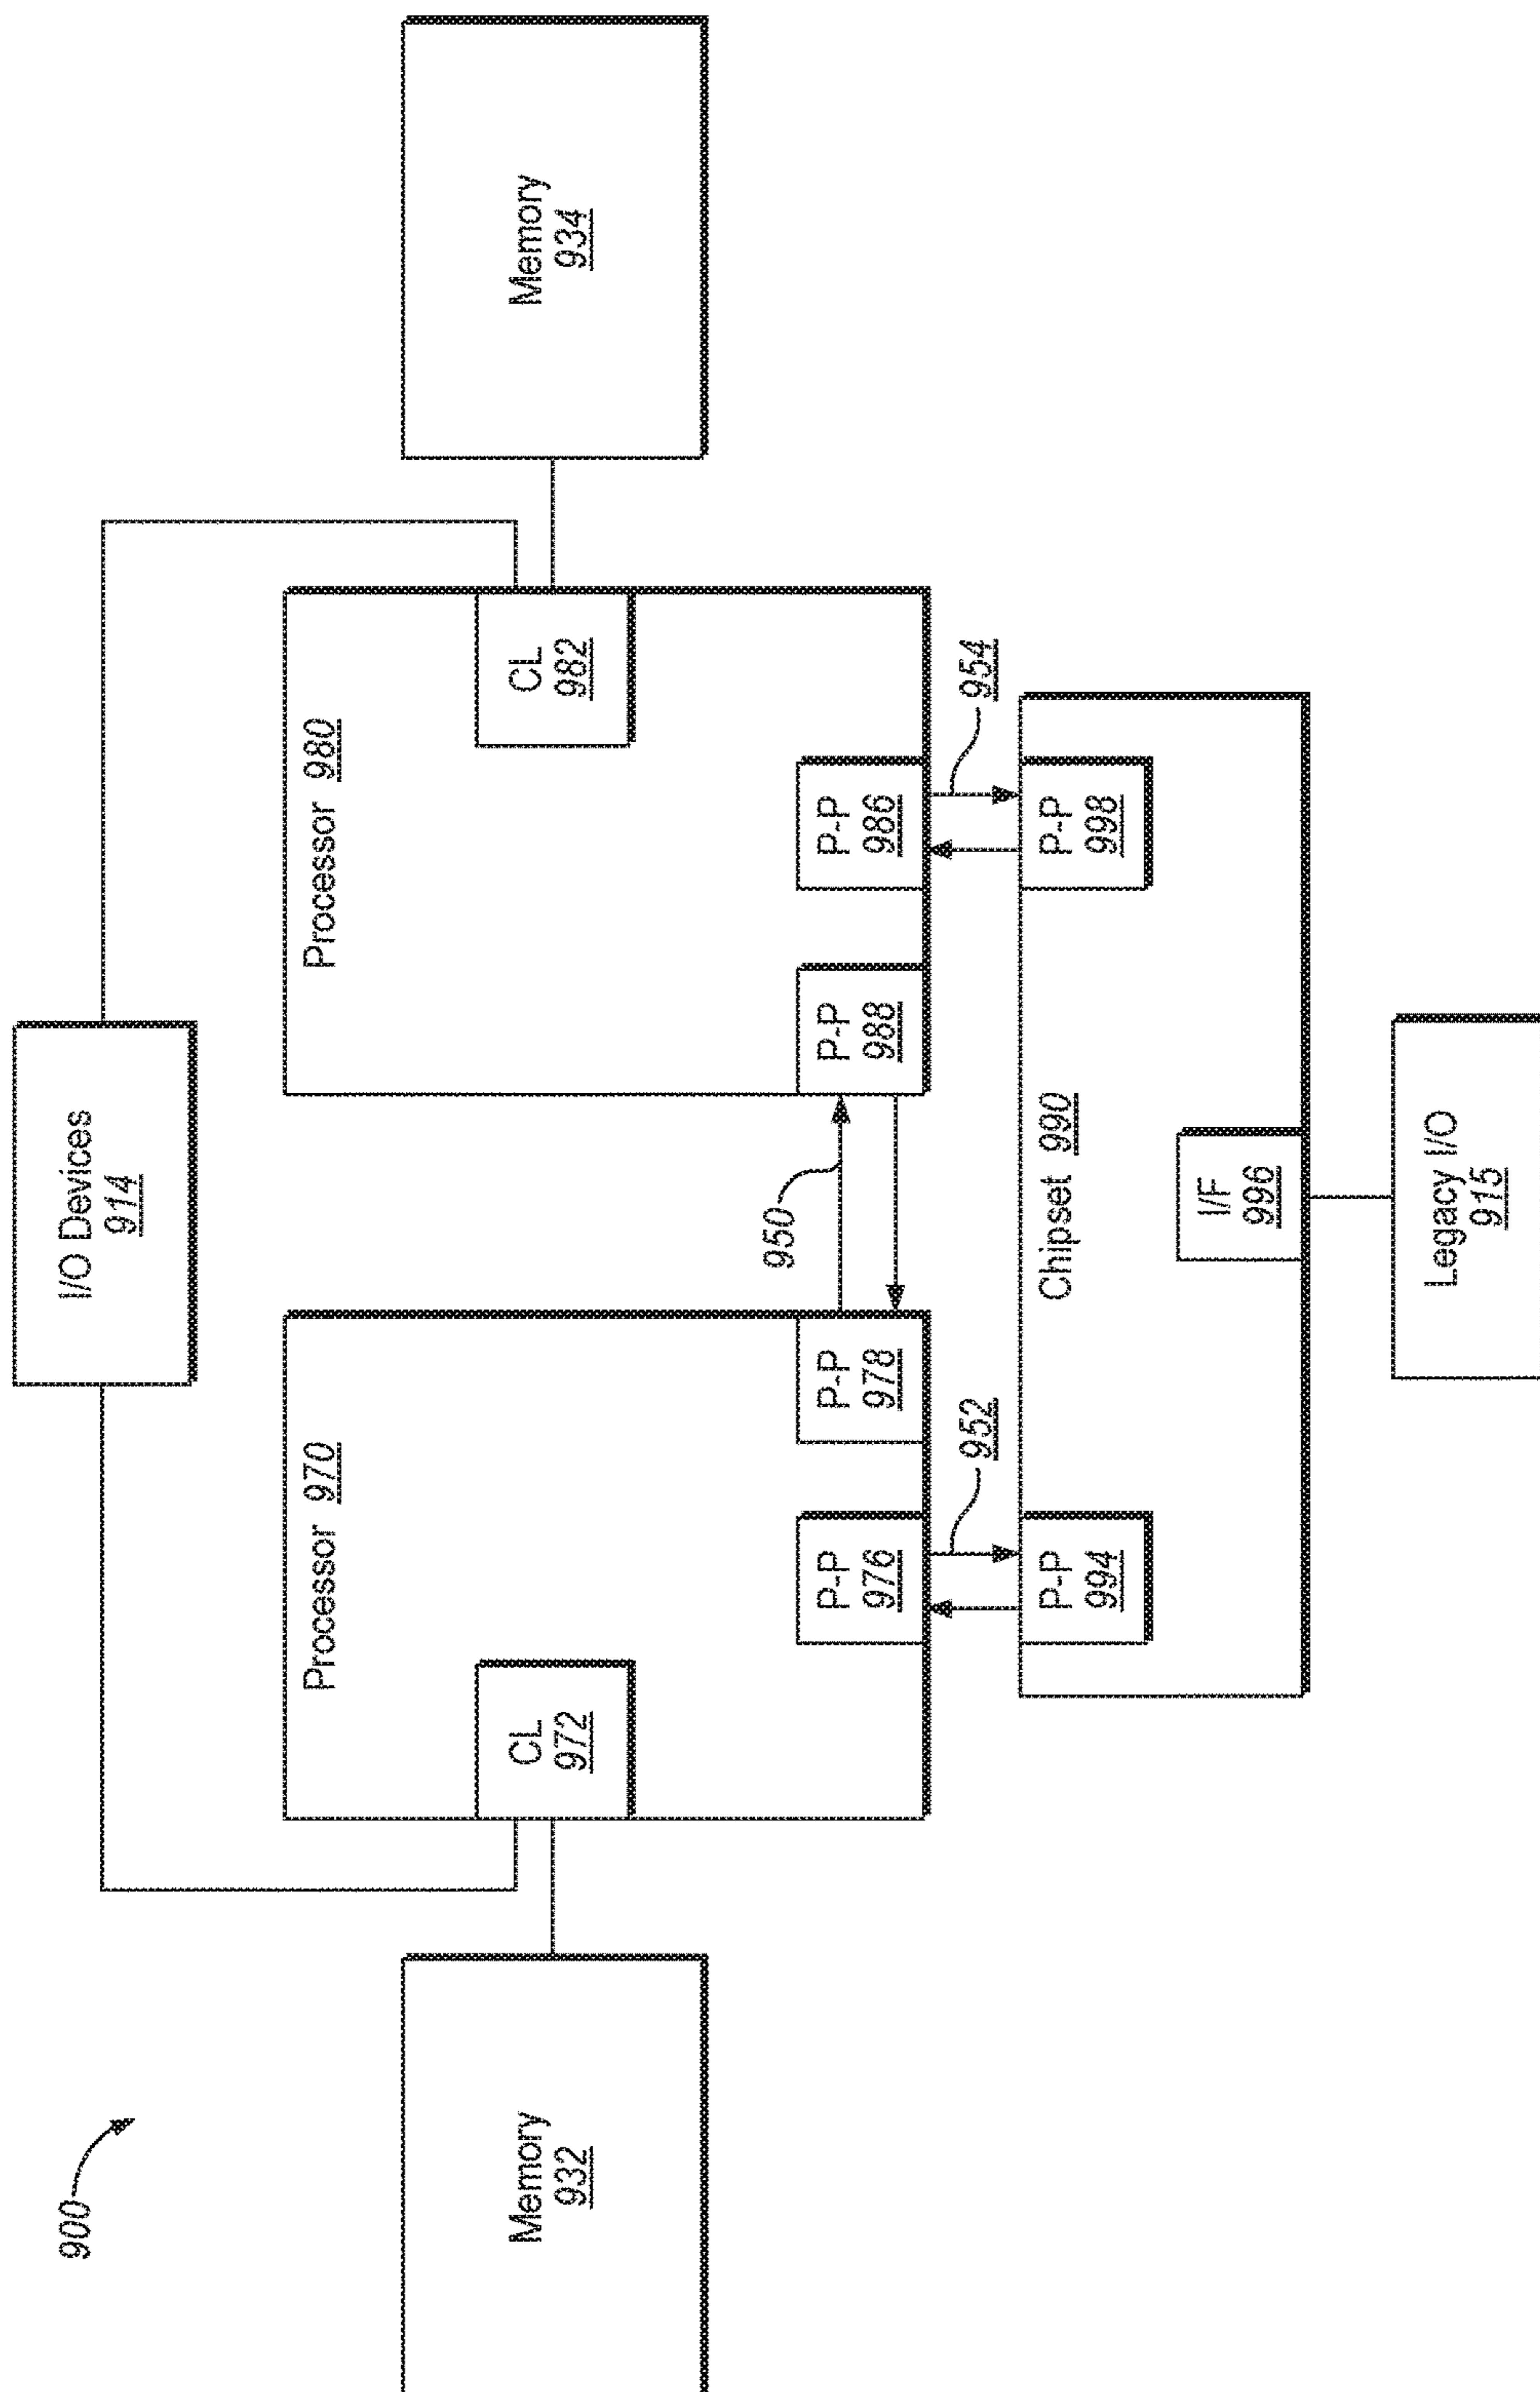 900
I/O Devices
914
Memory
932
Processor 970
CL
972
P-P
976
P-P
978
950
Processor 980
CL
982
P-P
988
P-P
986
Memory
934
952
954
Chipset 990
P-P
994
P-P
998
I/F
996
Legacy I/O
915